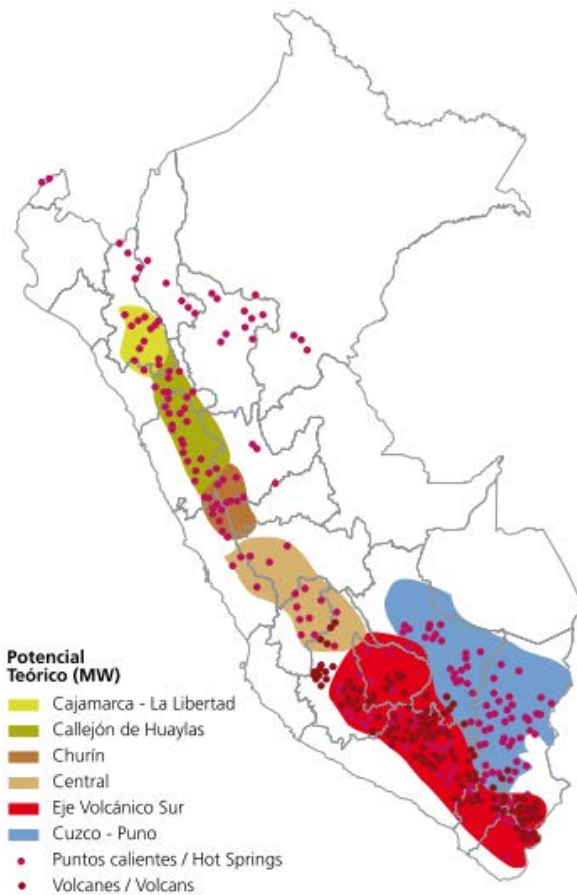 Potencial
Teórico (MW)
Cajamarca - La Libertad
Callejón de Huaylas
Churín
Central
Eje Volcánico Sur
Cuzco - Puno
Puntos calientes / Hot Springs
Volcanes / Volcans